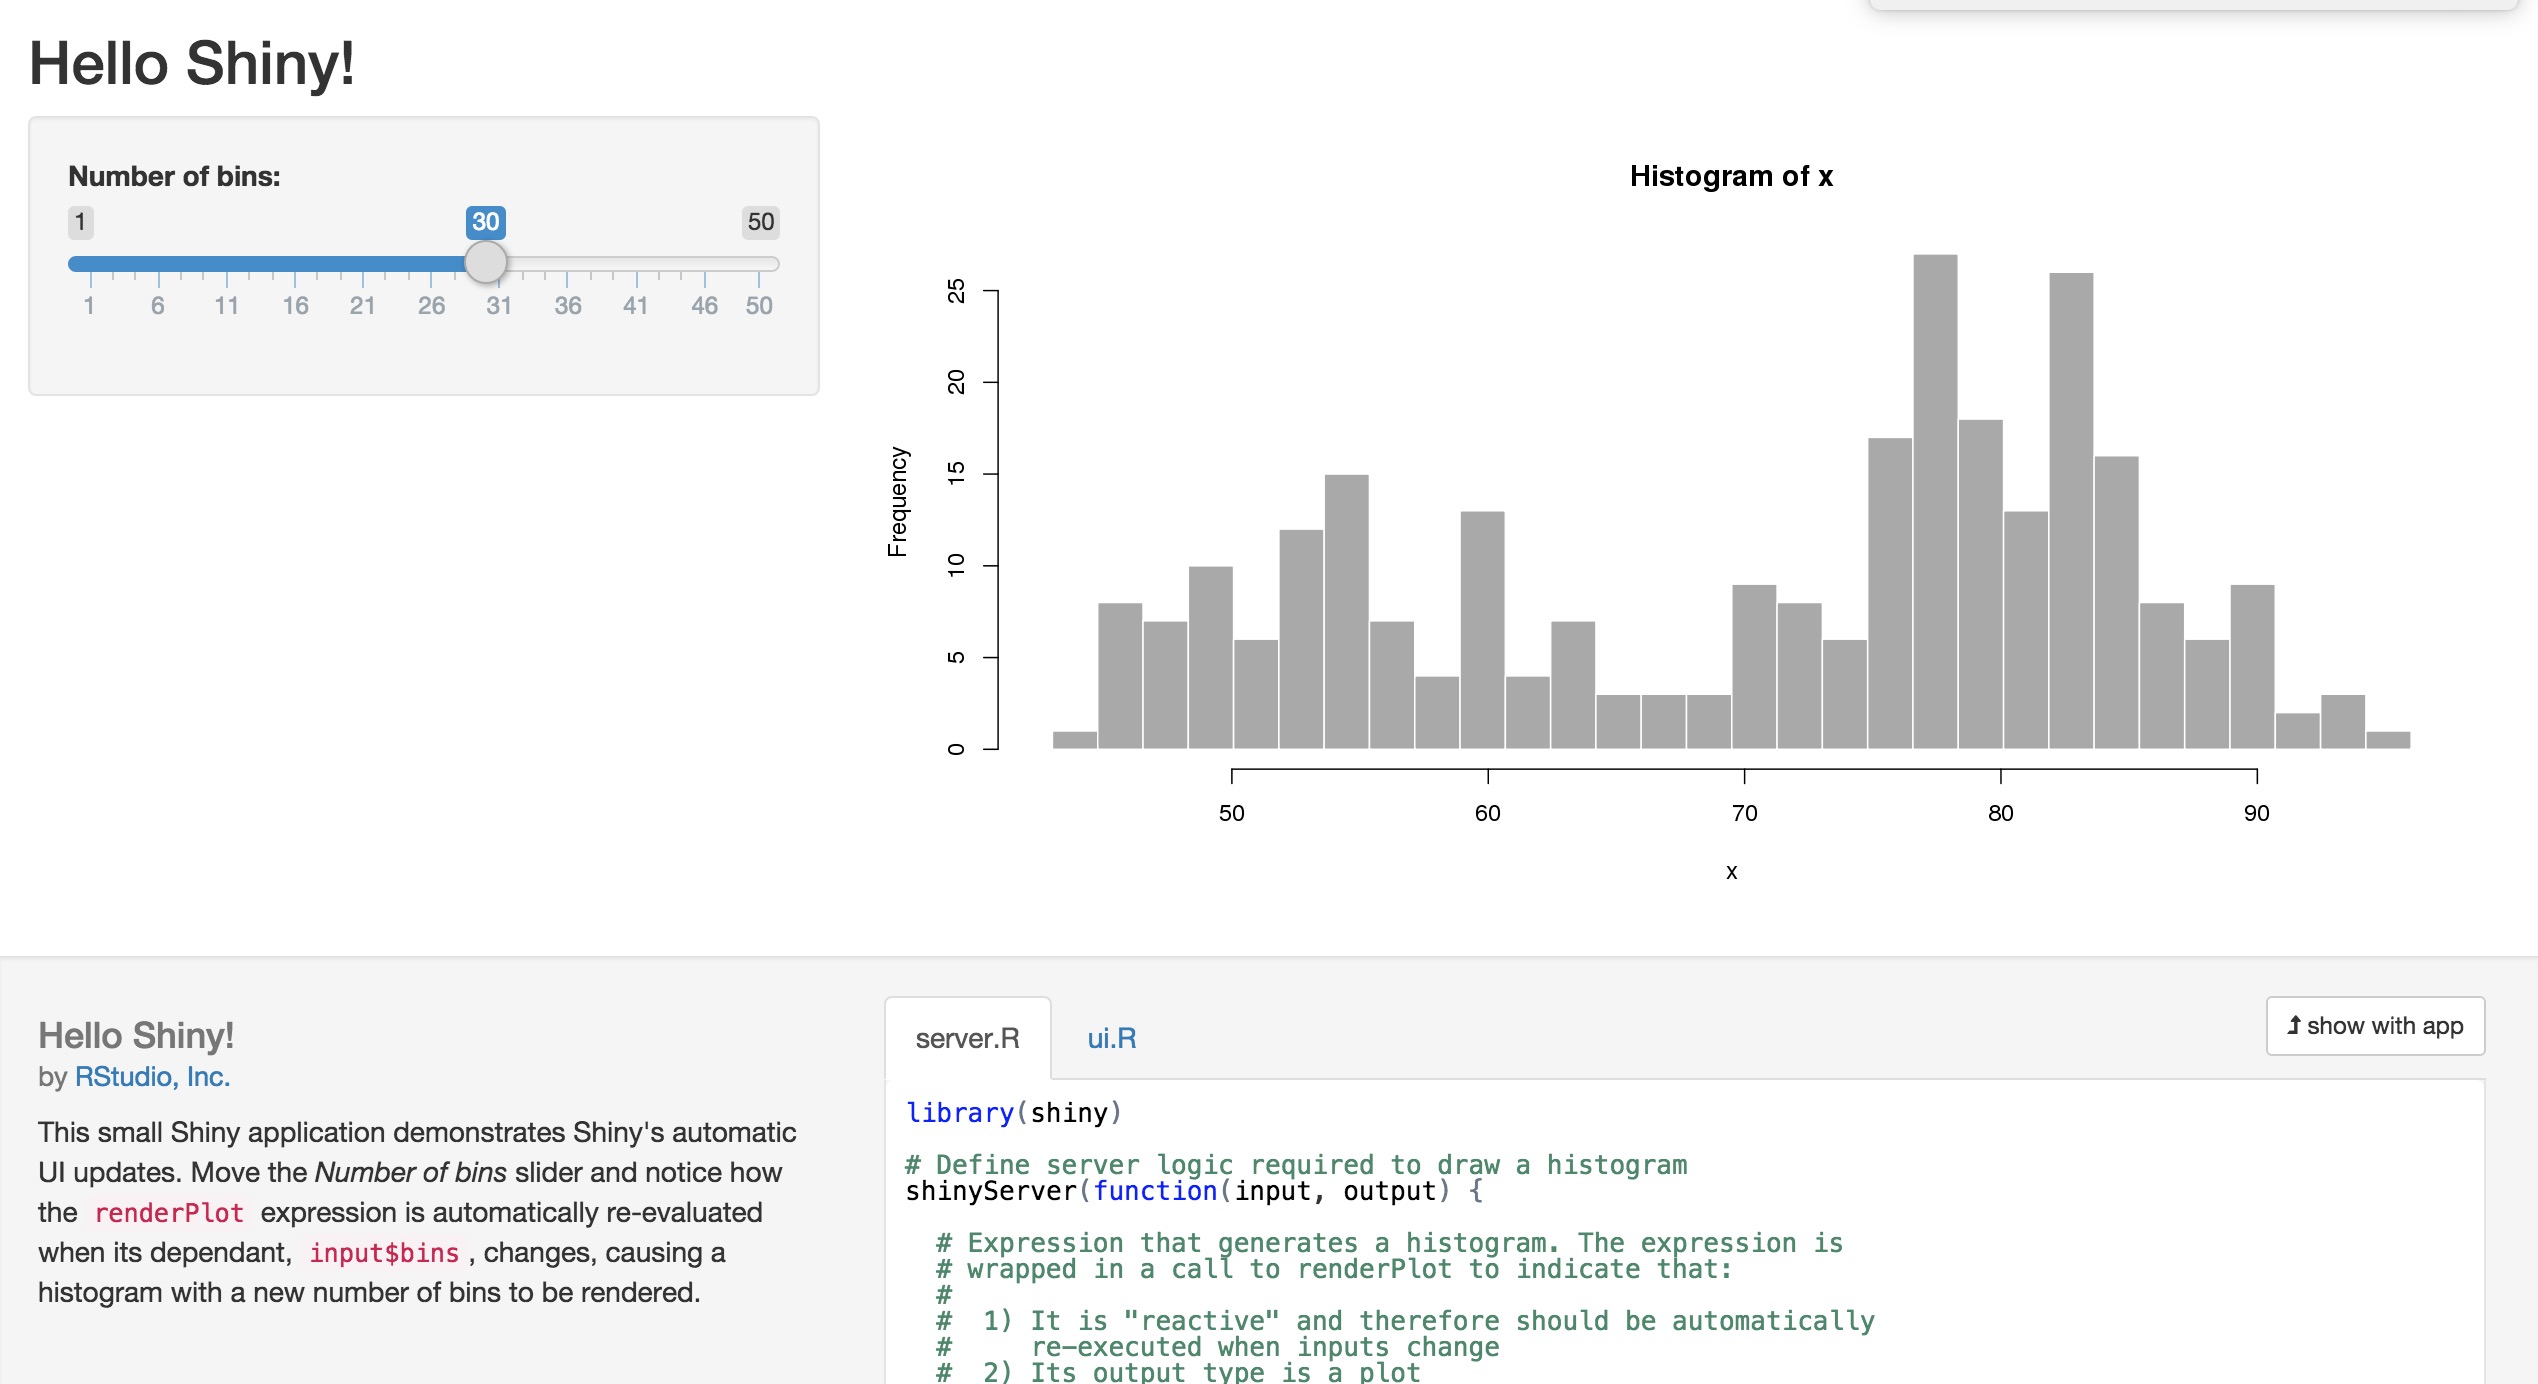 Hello Shiny!
Number of bins:
1 30 50
1 6 11 16 21 26 31 36 41 46 50
Histogram of x
Frequency
25
20
15
10
5
0
50 60 70 80 90
x
Hello Shiny!
by RStudio, Inc.
This small Shiny application demonstrates Shiny's automatic
UI updates. Move the Number of bins slider and notice how
the renderPlot expression is automatically re-evaluated
when its dependant, input$bins , changes, causing a
histogram with a new number of bins to be rendered.
server.R ui.R
show with app
library(shiny)
# Define server logic required to draw a histogram
shinyServer(function(input, output) {
# Expression that generates a histogram. The expression is
# wrapped in a call to renderPlot to indicate that:
#
# 1) It is "reactive" and therefore should be automatically
# re-executed when inputs change
# 2) Its output type is a plot